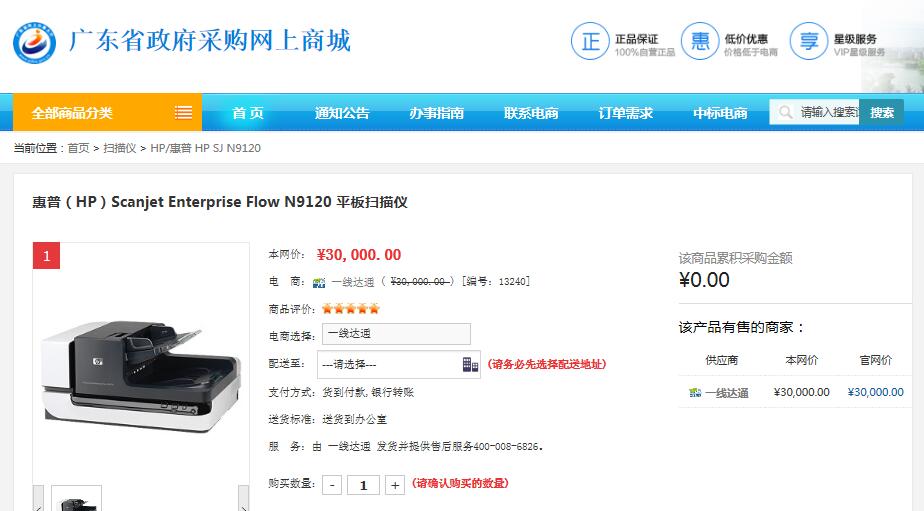 广东省政府采购网上商城
正 正品保证
100%自营正品
惠 低价优惠
价格低于电商
享 星级服务
VIP星级服务
全部商品分类 首 页 通知公告 办事指南 联系电商 订单需求 中标电商 请输入搜索 搜索
当前位置：首页 > 扫描仪 > HP/惠普 HP SJ N9120
惠普（HP）Scanjet Enterprise Flow N9120 平板扫描仪
1
本网价： ¥30,000.00
电 商： 一线达通（ ¥30,000.00 ）[编号：13240]
商品评价：
电商选择： 一线达通
配送至： ---请选择--- (请务必先选择配送地址)
支付方式：货到付款,银行转账
送货标准：送货到办公室
服 务：由 一线达通 发货并提供售后服务400-008-6826。
购买数量： - 1 + (请确认购买的数量)
该商品累积采购金额
¥0.00
该产品有售的商家：
供应商 本网价 官网价
一线达通 ¥30,000.00 ¥30,000.00